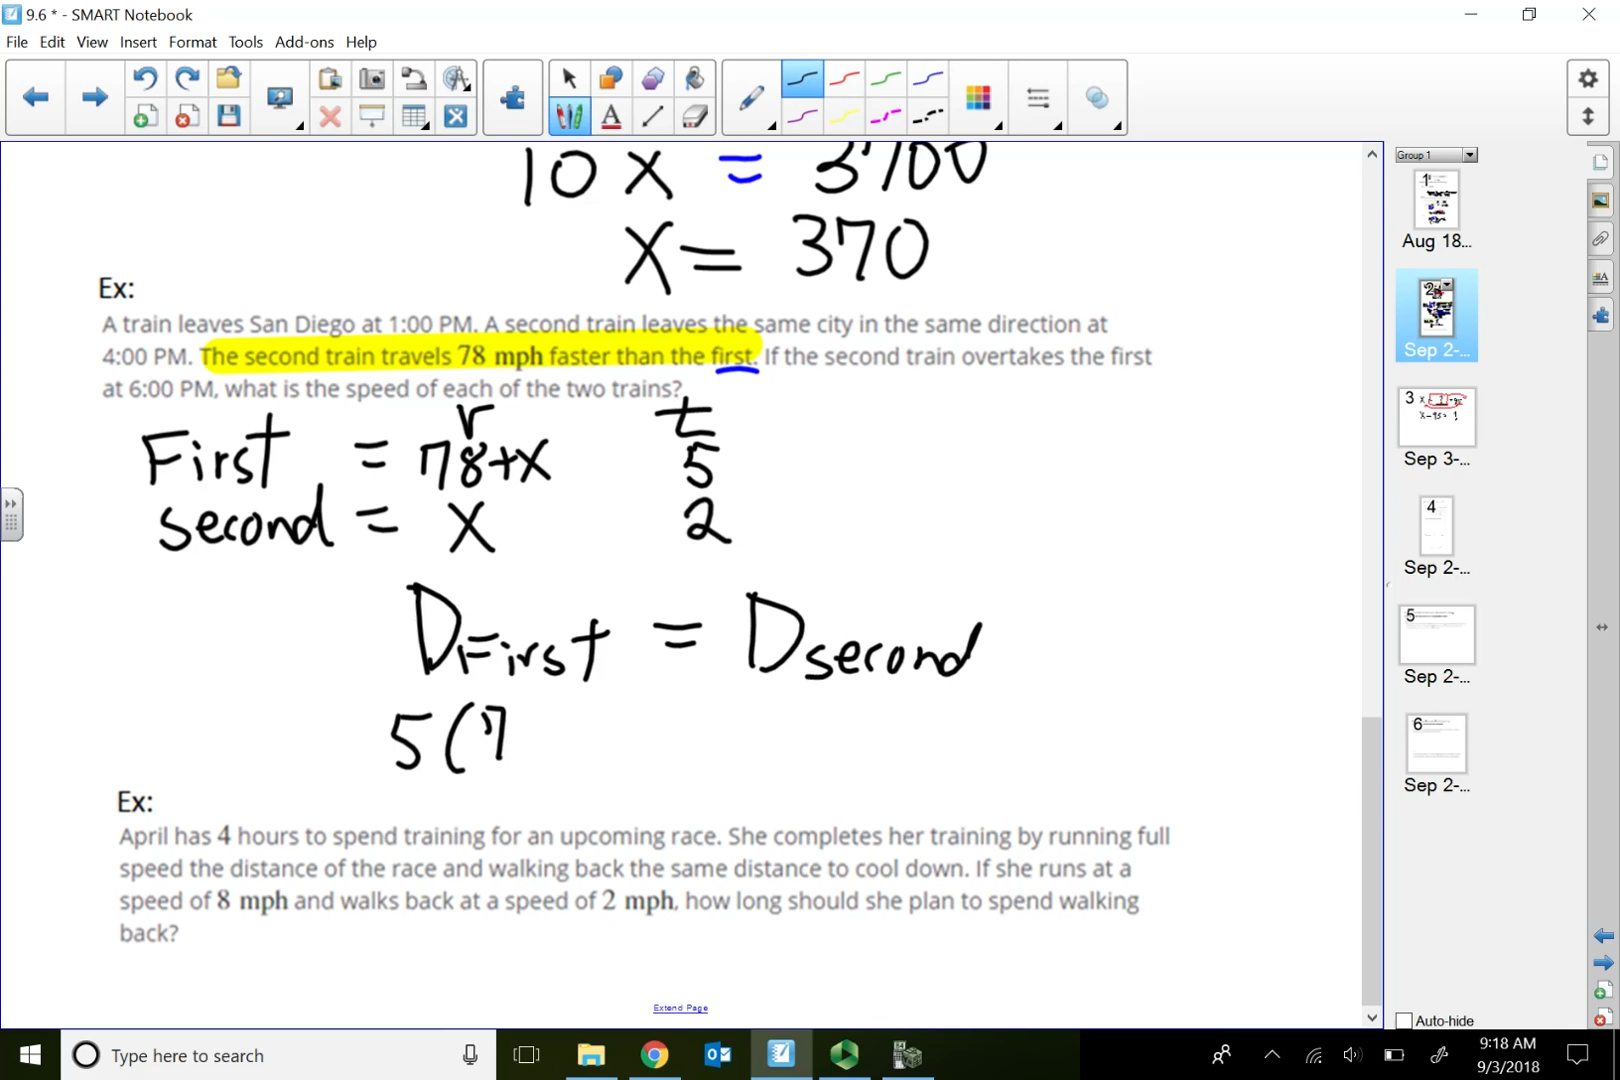 9.6 * - SMART Notebook
File Edit View Insert Format Tools Add-ons Help
10 x = 3700
x = 370
Ex:
A train leaves San Diego at 1:00 PM. A second train leaves the same city in the same direction at
4:00 PM. The second train travels 78 mph faster than the first. If the second train overtakes the first
at 6:00 PM, what is the speed of each of the two trains?
r t
First = 78+x 5
second = x 2
D First = D second
5(7
Ex:
April has 4 hours to spend training for an upcoming race. She completes her training by running full
speed the distance of the race and walking back the same distance to cool down. If she runs at a
speed of 8 mph and walks back at a speed of 2 mph, how long should she plan to spend walking
back?
Extend Page
Group 1
1
Aug 18...
2
Sep 2-...
3
Sep 3-...
4
Sep 2-...
5
Sep 2-...
6
Sep 2-...
Auto-hide
Type here to search
9:18 AM
9/3/2018